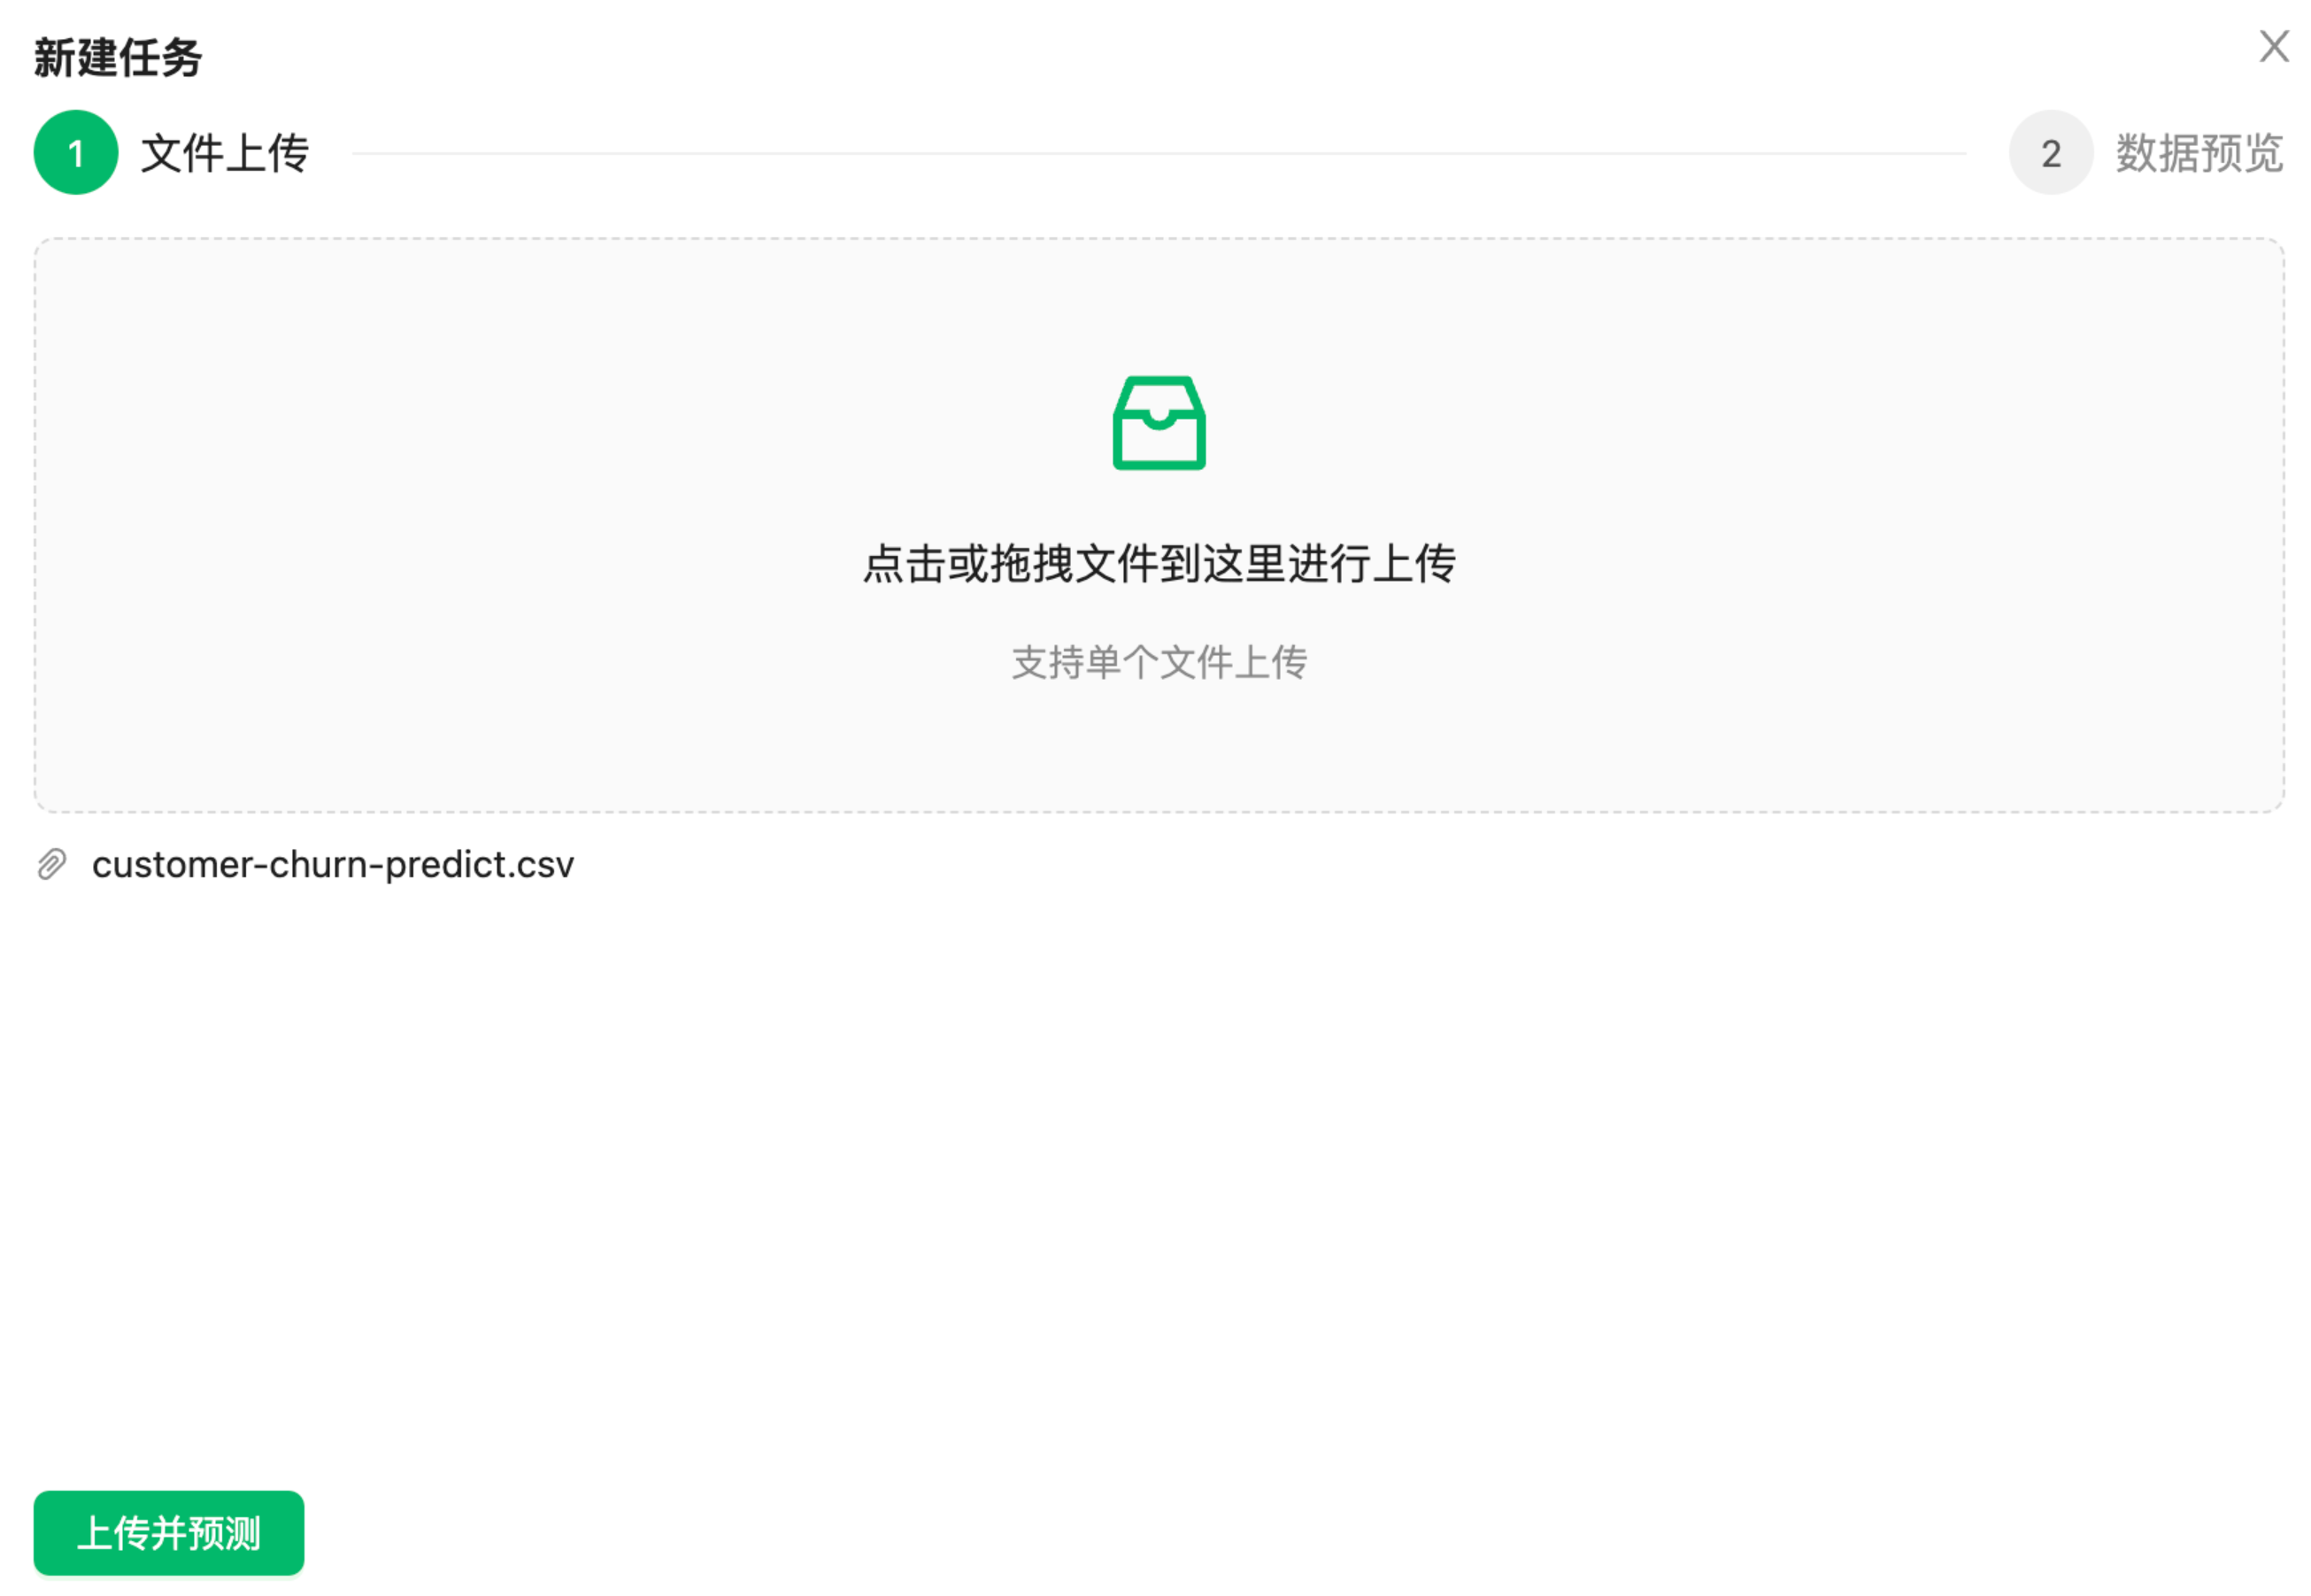 新建任务
1 文件上传
2 数据预览
点击或拖拽文件到这里进行上传
支持单个文件上传
customer-churn-predict.csv
上传并预测